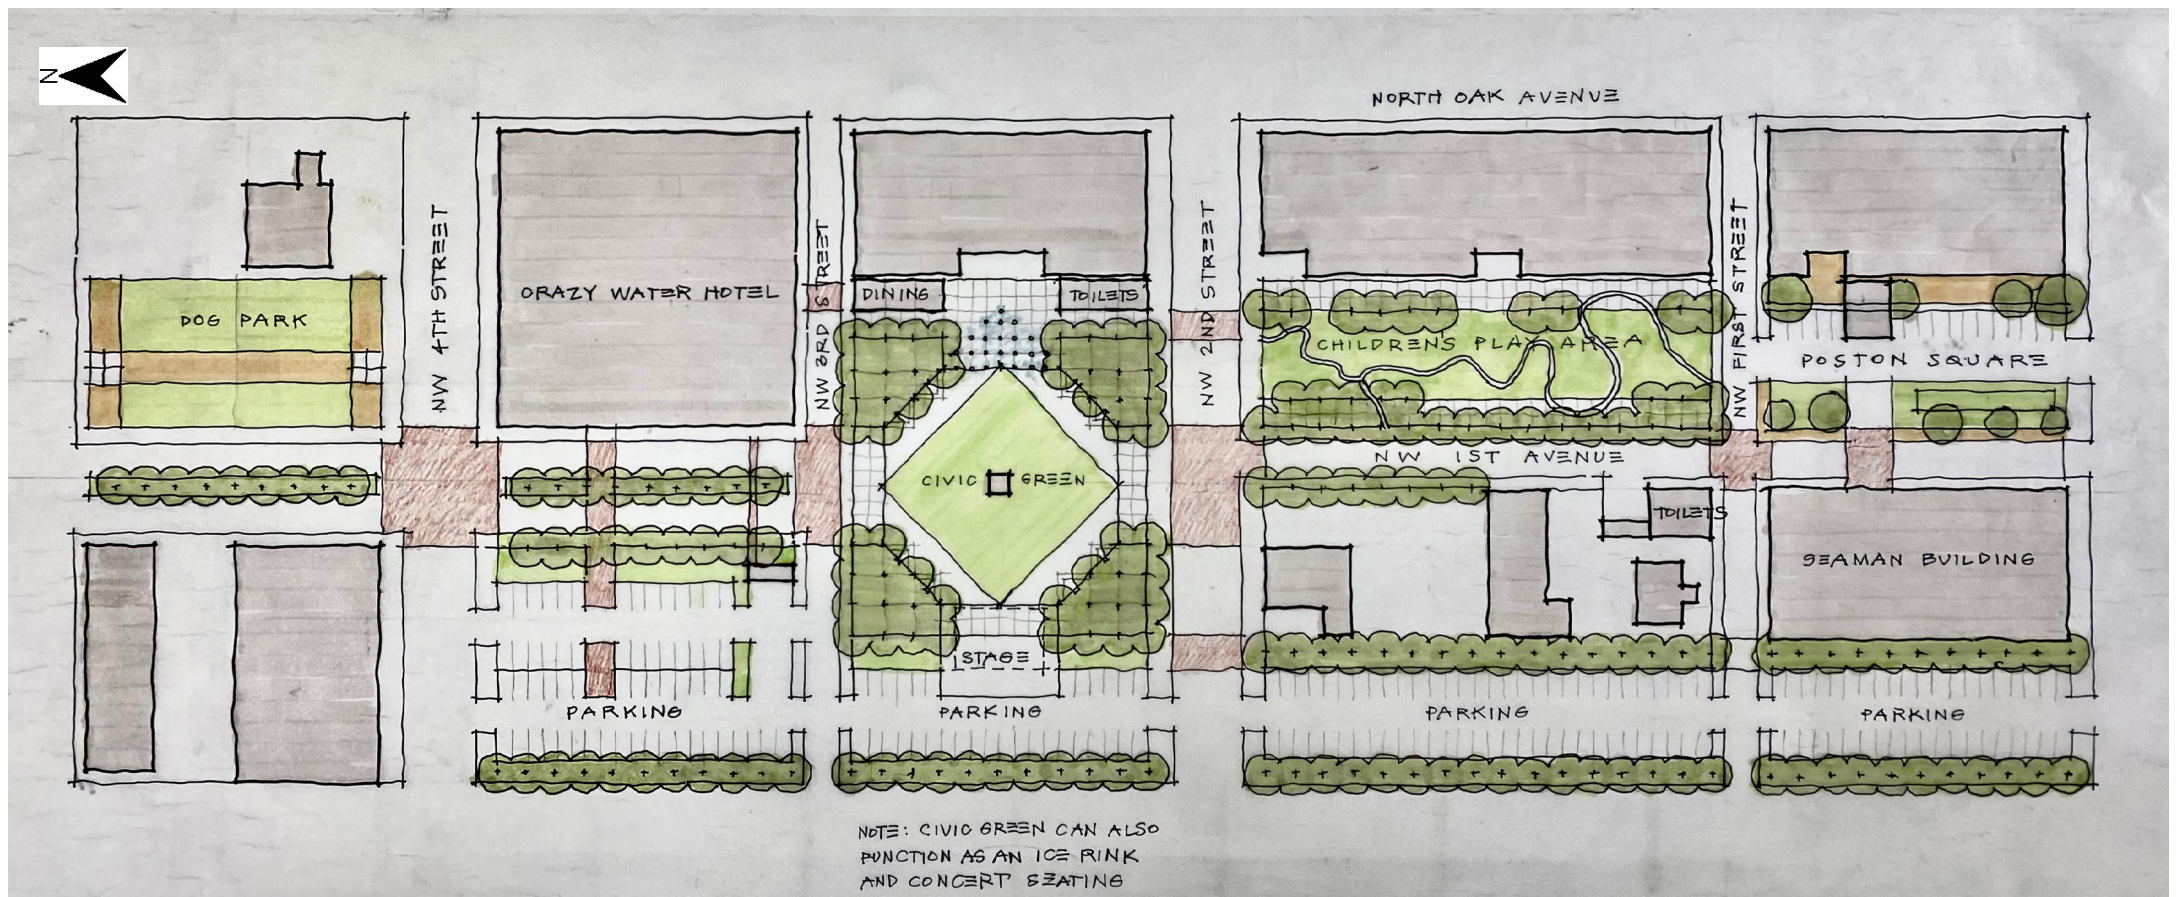 N
NORTH OAK AVENUE
NW 4TH STREET
NW 3RD STREET
NW 2ND STREET
NW FIRST STREET
DOG PARK
CRAZY WATER HOTEL
DINING
TOILETS
CHILDREN'S PLAY AREA
POSTON SQUARE
NW 1ST AVENUE
CIVIC GREEN
TOILETS
SEAMAN BUILDING
STAGE
PARKING
PARKING
PARKING
PARKING
NOTE: CIVIC GREEN CAN ALSO
FUNCTION AS AN ICE RINK
AND CONCERT SEATING